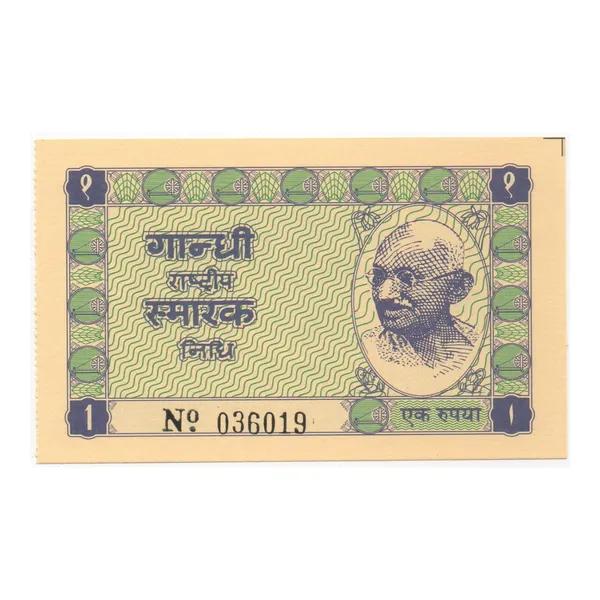 १ १
गान्धी
राष्ट्रीय
स्मारक
निधि
1 Nº 036019 एक रुपया १